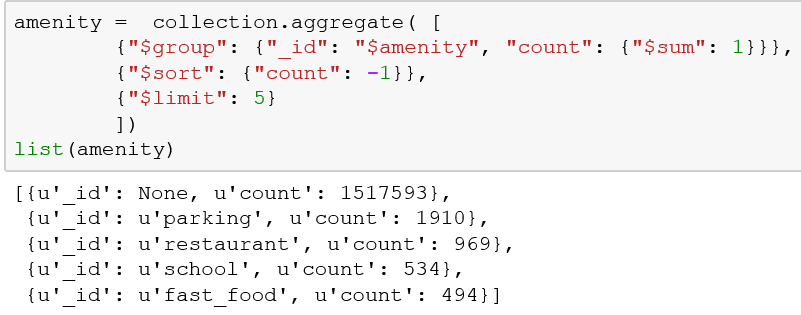 amenity =  collection.aggregate( [
        {"$group": {"_id": "$amenity", "count": {"$sum": 1}}},
        {"$sort": {"count": -1}},
        {"$limit": 5}
        ])
list(amenity)
[{u'_id': None, u'count': 1517593},
 {u'_id': u'parking', u'count': 1910},
 {u'_id': u'restaurant', u'count': 969},
 {u'_id': u'school', u'count': 534},
 {u'_id': u'fast_food', u'count': 494}]